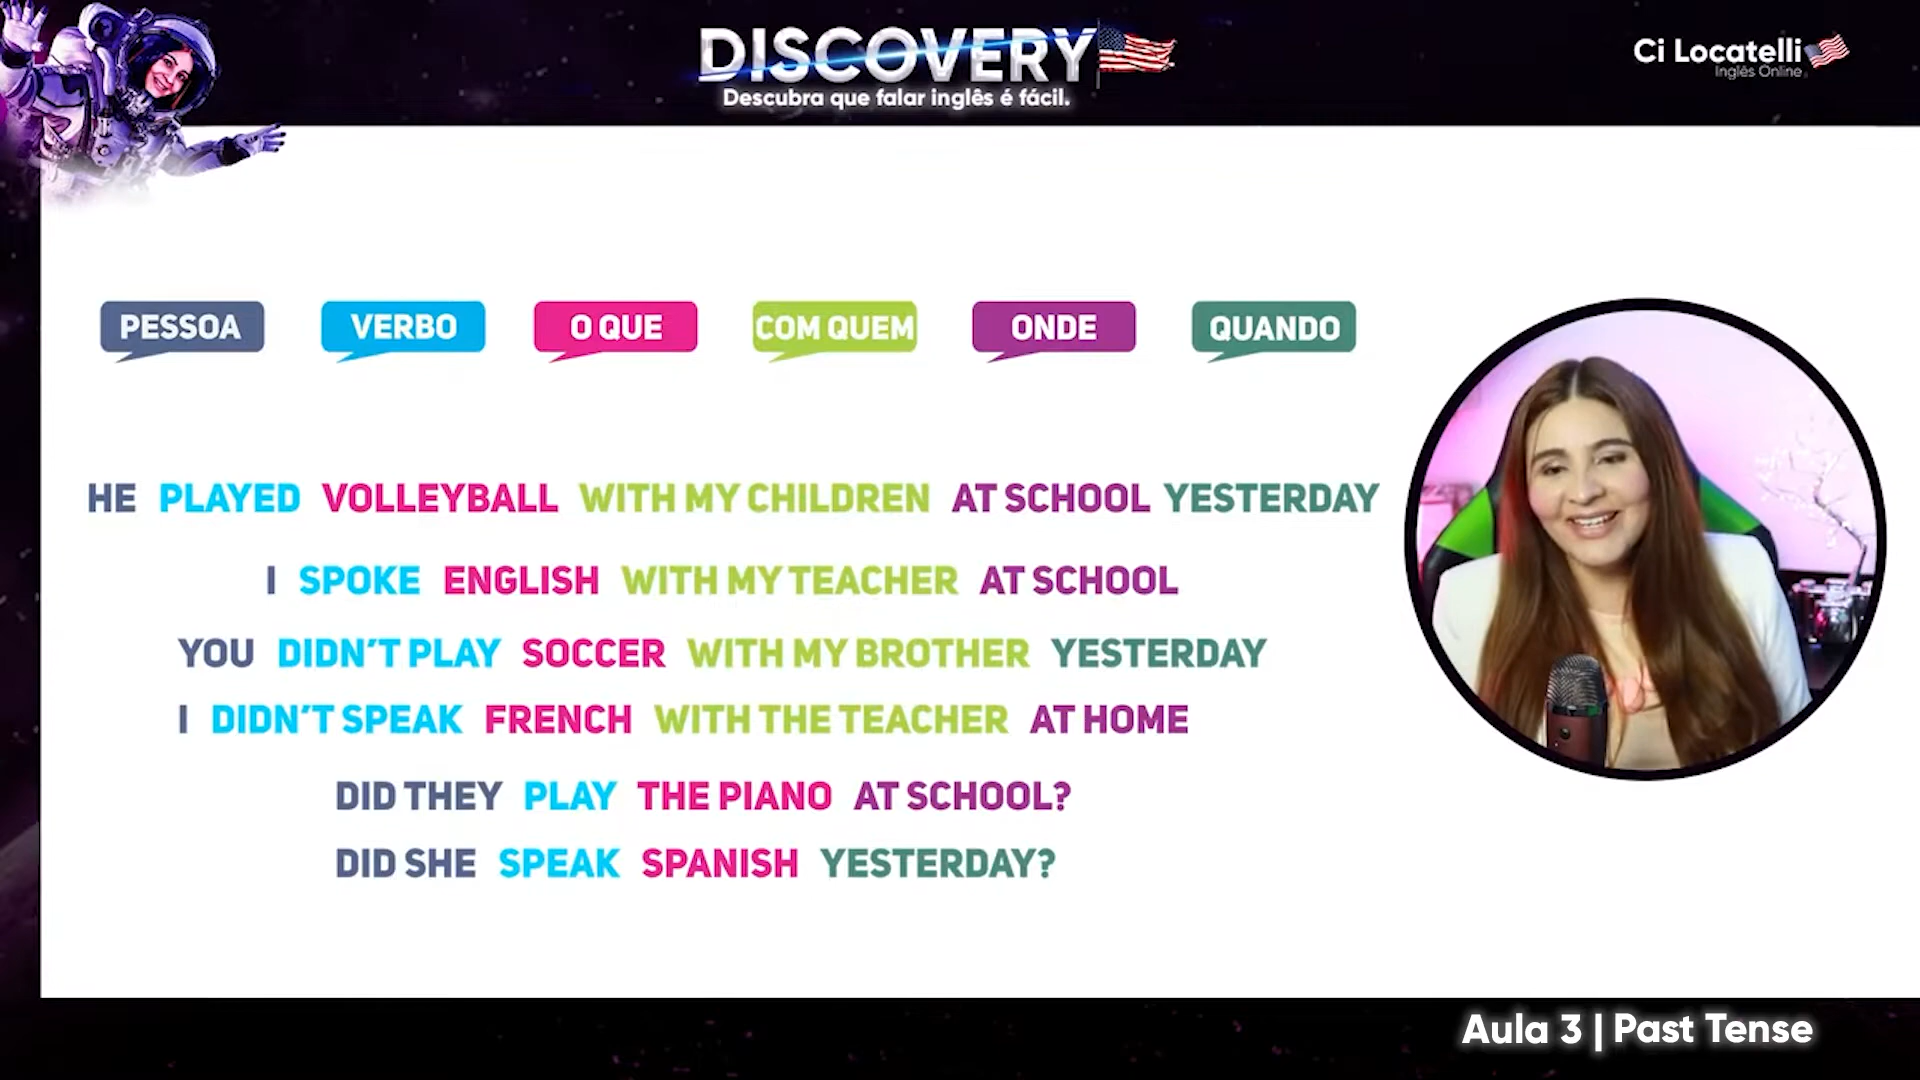 DISCOVERY
Descubra que falar inglês é fácil.
Ci Locatelli
Inglês Online
PESSOA VERBO O QUE COM QUEM ONDE QUANDO
HE PLAYED VOLLEYBALL WITH MY CHILDREN AT SCHOOL YESTERDAY
I SPOKE ENGLISH WITH MY TEACHER AT SCHOOL
YOU DIDN'T PLAY SOCCER WITH MY BROTHER YESTERDAY
I DIDN'T SPEAK FRENCH WITH THE TEACHER AT HOME
DID THEY PLAY THE PIANO AT SCHOOL?
DID SHE SPEAK SPANISH YESTERDAY?
Aula 3 | Past Tense